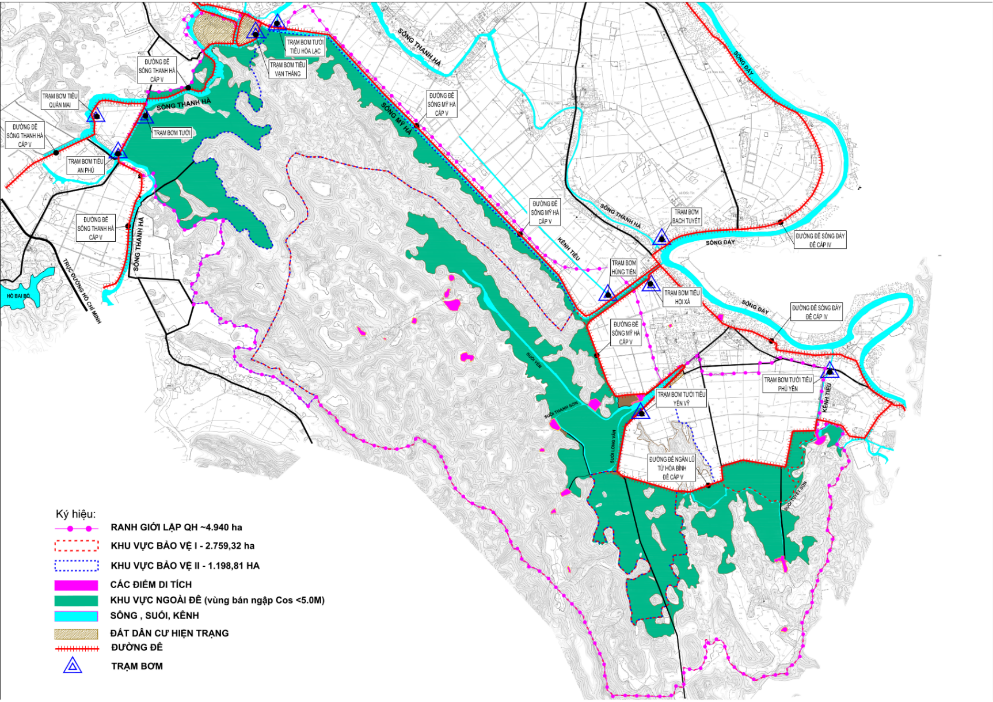 TRẠM BƠM TƯỚI
TIÊU HÒA LẠC
TRẠM BƠM TIÊU
VẠN THẮNG
SÔNG THANH HÀ
SÔNG ĐÁY
ĐƯỜNG ĐÊ
SÔNG THANH HÀ
CẤP V
TRẠM BƠM TIÊU
QUÁN MAI
SÔNG THANH HÀ
TRẠM BƠM TƯỚI
ĐƯỜNG ĐÊ
SÔNG MỸ HÀ
CẤP V
SÔNG MỸ HÀ
ĐƯỜNG ĐÊ
SÔNG THANH HÀ
CẤP V
TRẠM BƠM TIÊU
AN PHÚ
ĐƯỜNG ĐÊ
SÔNG THANH HÀ
CẤP V
SÔNG THANH HÀ
ĐƯỜNG ĐÊ
SÔNG MỸ HÀ
CẤP V
SÔNG THANH HÀ
TRẠM BƠM
BẠCH TUYẾT
SÔNG ĐÁY
ĐƯỜNG ĐÊ SÔNG ĐÁY
ĐÊ CẤP IV
KÊNH TIÊU
TRỤC ĐƯỜNG HỒ CHÍ MINH
TRẠM BƠM
HÙNG TIẾN
TRẠM BƠM TIÊU
HỘI XÁ
SÔNG ĐÁY
ĐƯỜNG ĐÊ SÔNG ĐÁY
ĐÊ CẤP IV
ĐƯỜNG ĐÊ
SÔNG MỸ HÀ
CẤP V
TRẠM BƠM TƯỚI TIÊU
PHÚ YÊN
KÊNH TIÊU
TRẠM BƠM TƯỚI TIÊU
YẾN VỸ
ĐƯỜNG ĐÊ NGĂN LŨ
TỪ HÒA BÌNH
ĐÊ CẤP V
Ký hiệu:
RANH GIỚI LẬP QH ~4.940 ha
KHU VỰC BẢO VỆ I - 2.759,32 ha
KHU VỰC BẢO VỆ II - 1.198,81 HA
CÁC ĐIỂM DI TÍCH
KHU VỰC NGOÀI ĐÊ (vùng bán ngập Cos <5.0M)
SÔNG , SUỐI, KÊNH
ĐẤT DÂN CƯ HIỆN TRẠNG
ĐƯỜNG ĐÊ
TRẠM BƠM